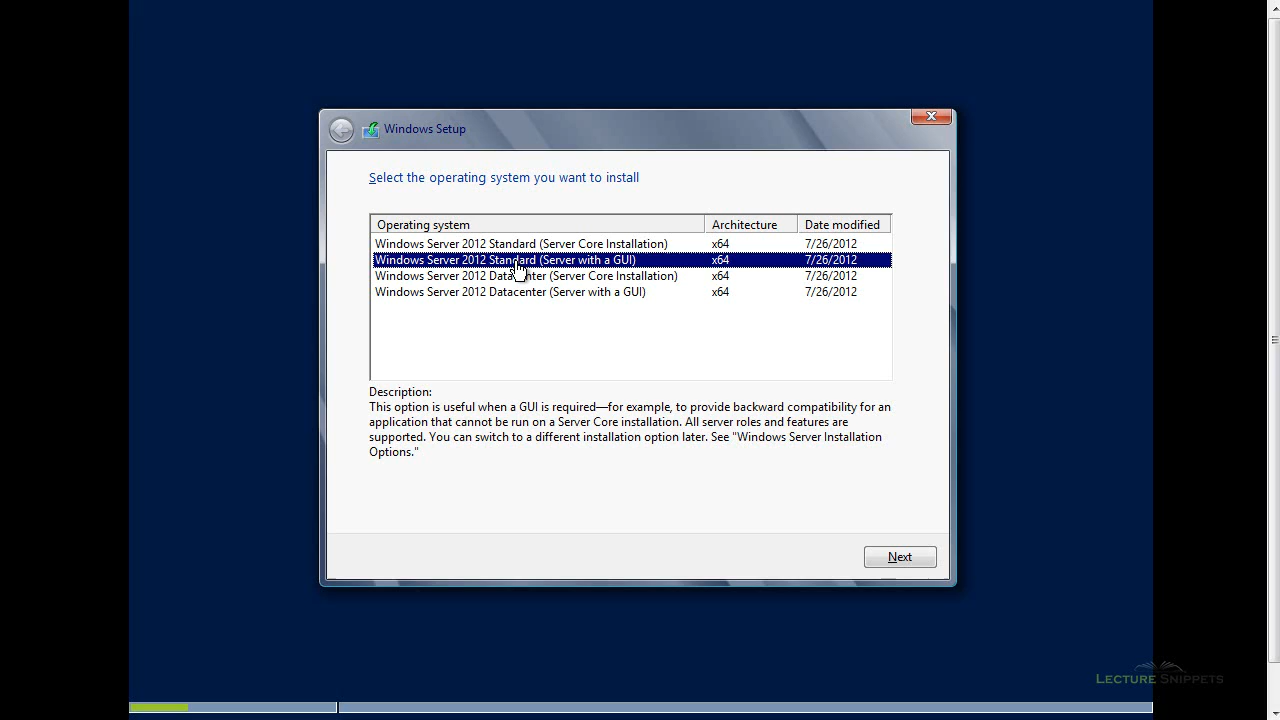 Windows Setup
Select the operating system you want to install
Operating system Architecture Date modified
Windows Server 2012 Standard (Server Core Installation) x64 7/26/2012
Windows Server 2012 Standard (Server with a GUI) x64 7/26/2012
Windows Server 2012 Datacenter (Server Core Installation) x64 7/26/2012
Windows Server 2012 Datacenter (Server with a GUI) x64 7/26/2012
Description:
This option is useful when a GUI is required—for example, to provide backward compatibility for an
application that cannot be run on a Server Core installation. All server roles and features are
supported. You can switch to a different installation option later. See "Windows Server Installation
Options."
Next
LECTURE SNIPPETS